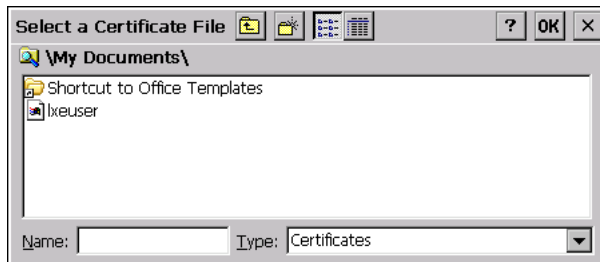 Select a Certificate File ? OK ×
\My Documents\
Shortcut to Office Templates
lxeuser
Name: Type: Certificates